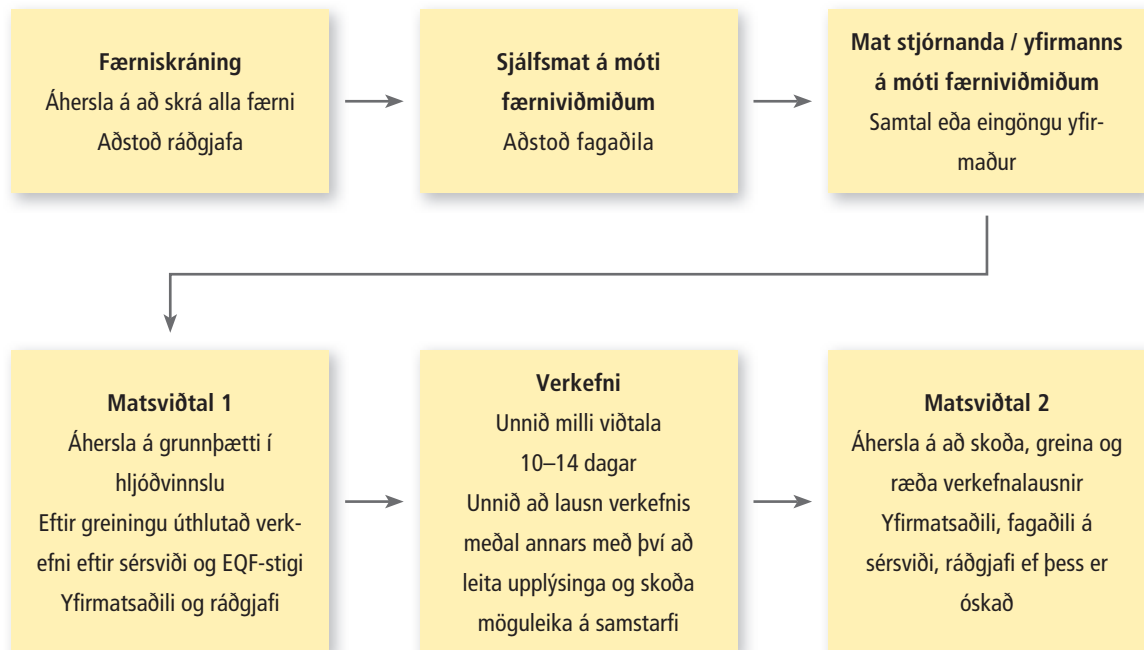 Færniskráning
Áhersla á að skrá alla færni
Aðstoð ráðgjafa
Sjálfsmat á móti
færniviðmiðum
Aðstoð fagaðila
Mat stjórnanda / yfirmanns
á móti færniviðmiðum
Samtal eða eingöngu yfir-
maður
Matsviðtal 1
Áhersla á grunnþætti í
hljóðvinnslu
Eftir greiningu úthlutað verk-
efni eftir sérsviði og EQF-stigi
Yfirmatsaðili og ráðgjafi
Verkefni
Unnið milli viðtala
10–14 dagar
Unnið að lausn verkefnis
meðal annars með því að
leita upplýsinga og skoða
möguleika á samstarfi
Matsviðtal 2
Áhersla á að skoða, greina og
ræða verkefnalausnir
Yfirmatsaðili, fagaðili á
sérsviði, ráðgjafi ef þess er
óskað